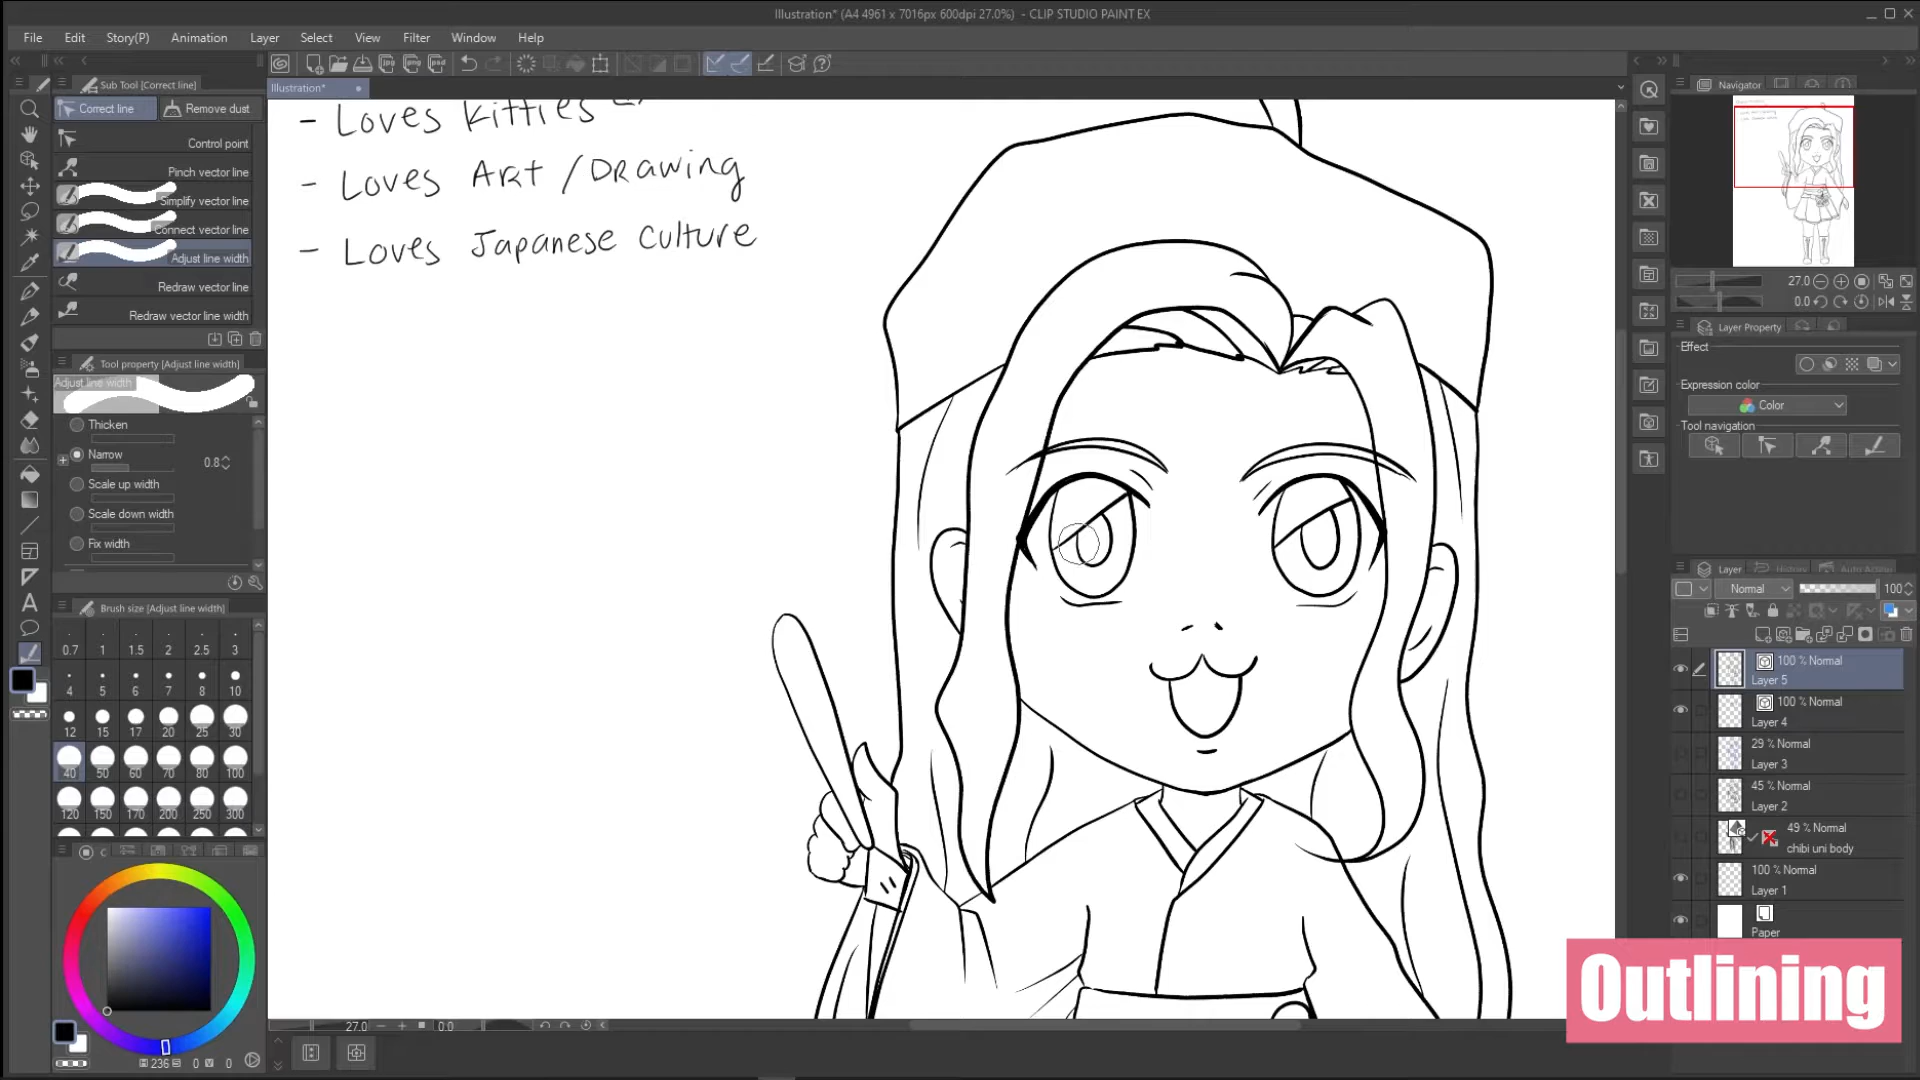 Illustration* (A4 4961 x 7016px 600dpi 27.0%) - CLIP STUDIO PAINT EX
File Edit Story(P) Animation Layer Select View Filter Window Help
Sub Tool [Correct line]
Correct line Remove dust
Control point
Pinch vector line
Simplify vector line
Connect vector line
Adjust line width
Redraw vector line
Redraw vector line width
Tool property [Adjust line width]
Adjust line width
Thicken
Narrow 0.8
Scale up width
Scale down width
Fix width
Brush size [Adjust line width]
0.7 1 1.5 2 2.5 3
4 5 6 7 8 10
12 15 17 20 25 30
40 50 60 70 80 100
120 150 170 200 250 300
236 0 V 0
Illustration*
- Loves Kitties
- Loves Art / Drawing
- Loves Japanese Culture
27.0 0.0
Navigator
27.0
0.0
Layer Property
Effect
Expression color
Color
Tool navigation
Layer History Auto Action
Normal 100
100 % Normal
Layer 5
100 % Normal
Layer 4
29 % Normal
Layer 3
45 % Normal
Layer 2
49 % Normal
chibi uni body
100 % Normal
Layer 1
Paper
Outlining